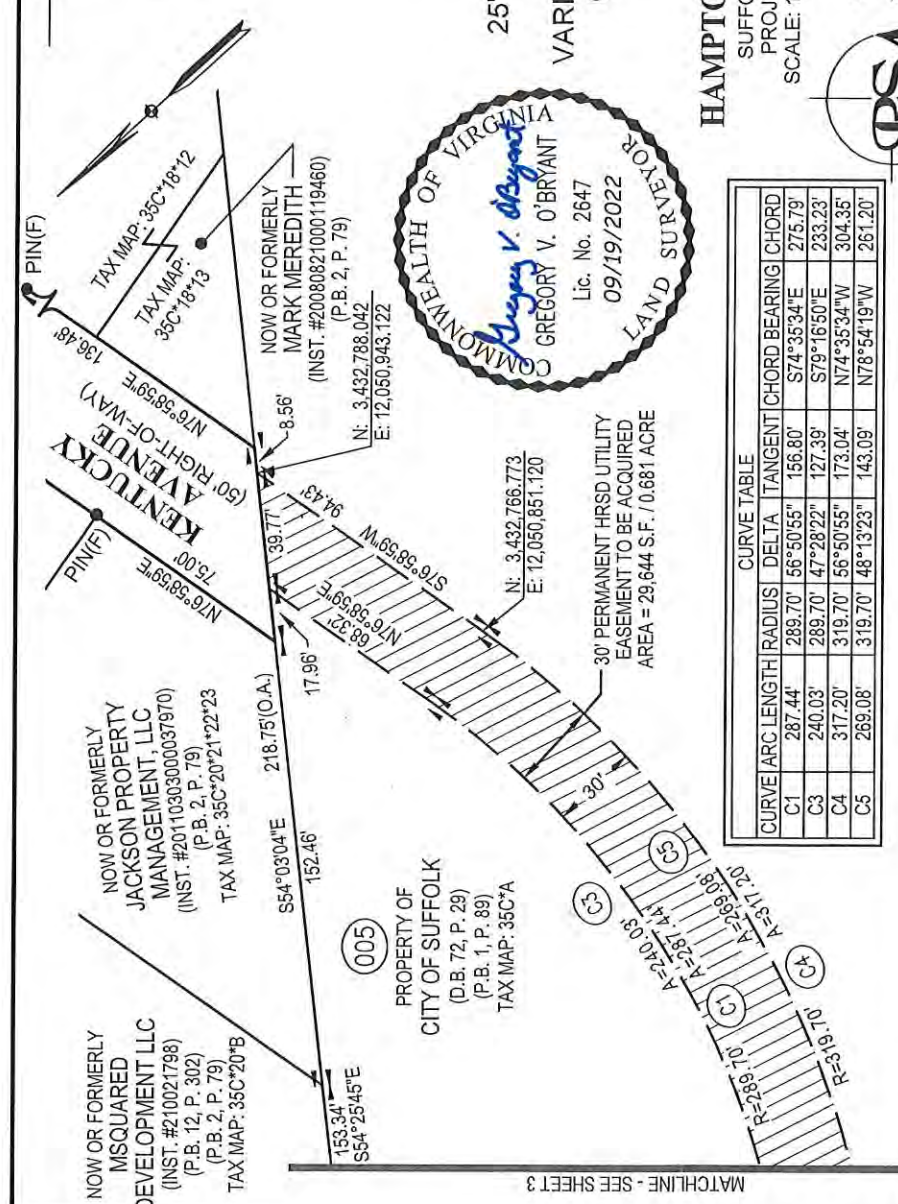 NOW OR FORMERLY
MSQUARED
DEVELOPMENT LLC
(INST. #210021798)
(P.B. 12, P. 302)
(P.B. 2, P. 79)
TAX MAP: 35C*20*B
NOW OR FORMERLY
JACKSON PROPERTY
MANAGEMENT, LLC
(INST. #201103030000037970)
(P.B. 2, P. 79)
TAX MAP: 35C*20*21*22*23
PIN(F)
N76°58'59"E
75.00'
KENTUCKY
AVENUE
(50' RIGHT-OF-WAY)
N76°58'59"E
136.48'
PIN(F)
TAX MAP: 35C*18*12
TAX MAP:
35C*18*13
NOW OR FORMERLY
MARK MEREDITH
(INST. #200808210001119460)
(P.B. 2, P. 79)
153.34'
S54°25'45"E
S54°03'04"E
218.75'(O.A.)
152.46'
17.96'
39.77'
8.56'
N: 3,432,788.042
E: 12,050,943.122
N76°58'59"E
68.32'
S76°58'59"W
94.43'
N: 3,432,766.773
E: 12,050,851.120
005
PROPERTY OF
CITY OF SUFFOLK
(D.B. 72, P. 29)
(P.B. 1, P. 89)
TAX MAP: 35C*A
30' PERMANENT HRSD UTILITY
EASEMENT TO BE ACQUIRED
AREA = 29,644 S.F. / 0.681 ACRE
30'
C3
A=240.03'
A=287.44'
C1
R=289.70'
C5
A=269.08'
A=317.20'
C4
R=319.70'
MATCHLINE - SEE SHEET 3
COMMONWEALTH OF VIRGINIA
Gregory V. O'Bryant
GREGORY V. O'BRYANT
Lic. No. 2647
09/19/2022
LAND SURVEYOR
CURVE TABLE
CURVE ARC LENGTH RADIUS DELTA TANGENT CHORD BEARING CHORD
C1 287.44' 289.70' 56°50'55" 156.80' S74°35'34"E 275.79'
C3 240.03' 289.70' 47°28'22" 127.39' S79°16'50"E 233.23'
C4 317.20' 319.70' 56°50'55" 173.04' N74°35'34"W 304.35'
C5 269.08' 319.70' 48°13'23" 143.09' N78°54'19"W 261.20'
25'
VARI
HAMPTO
SUFFO
PROJ
SCALE: 1